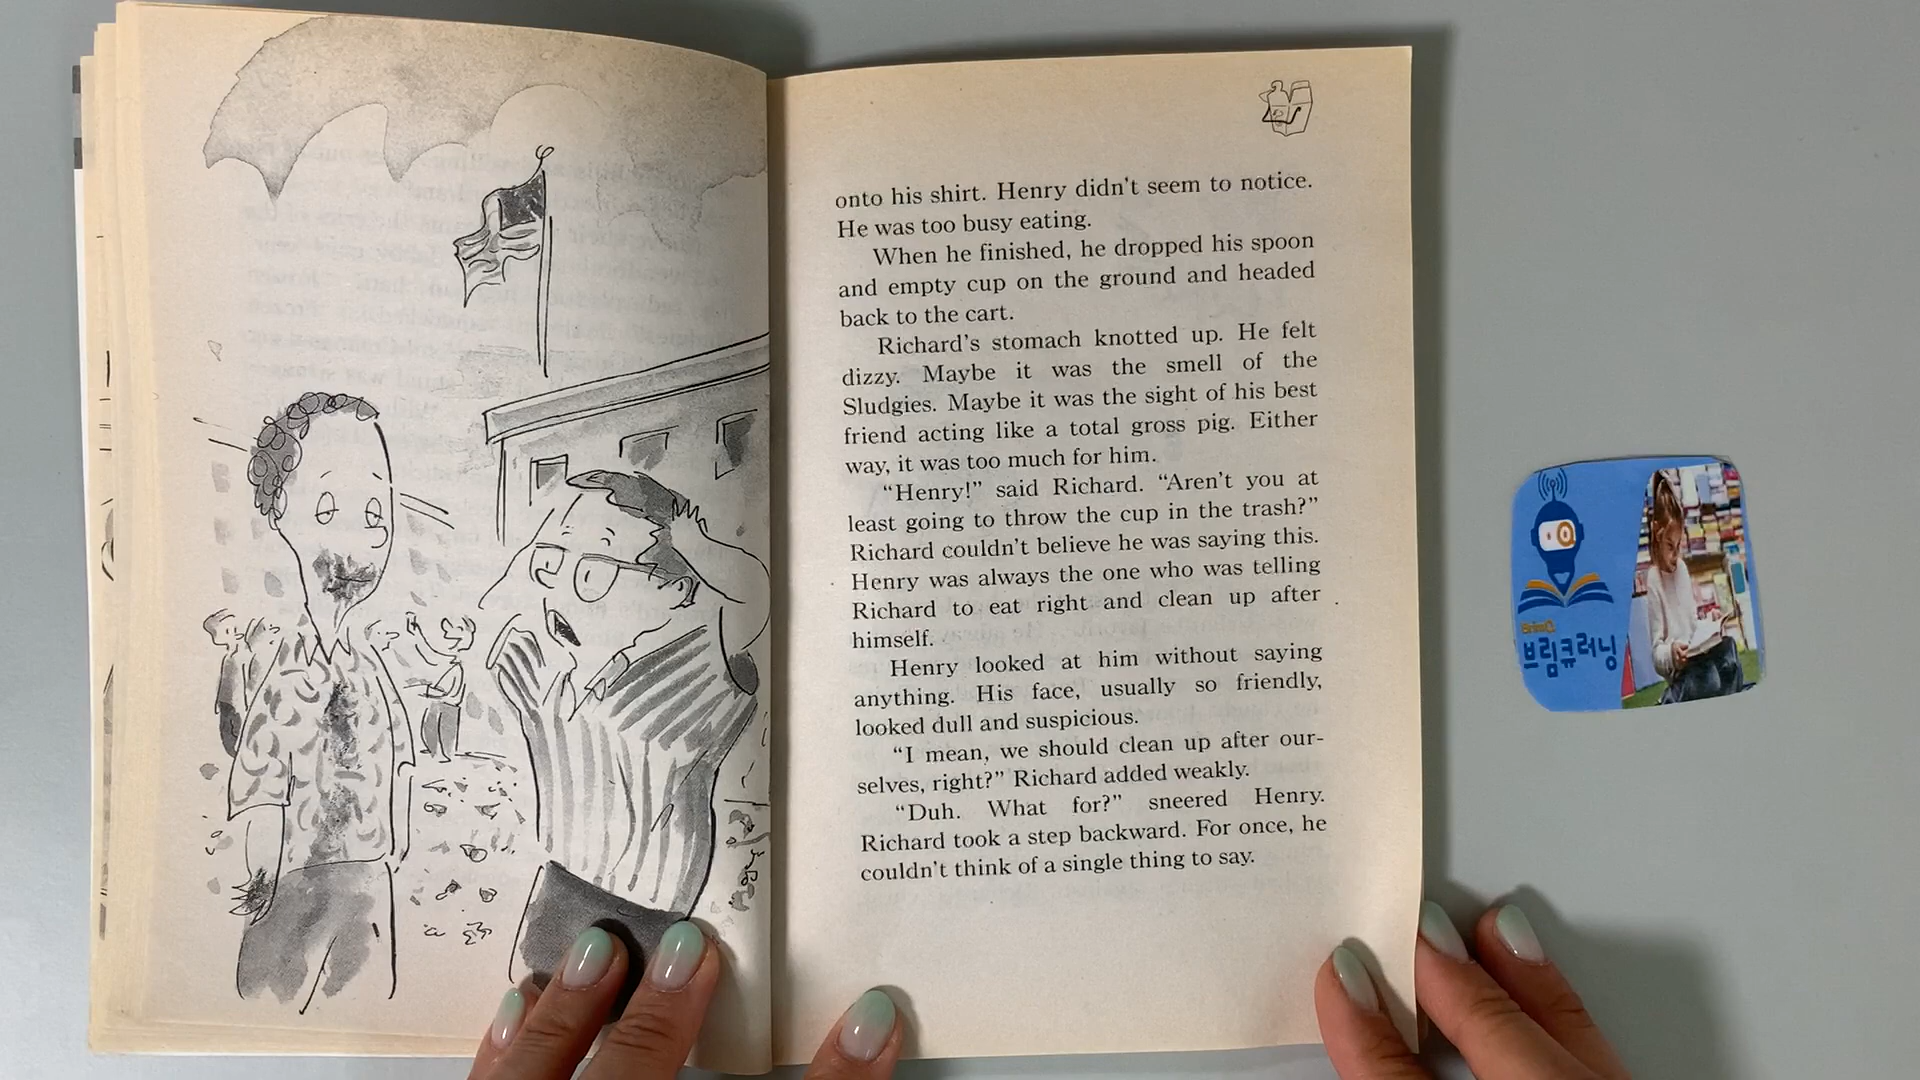 onto his shirt. Henry didn't seem to notice.
He was too busy eating.
When he finished, he dropped his spoon
and empty cup on the ground and headed
back to the cart.
Richard's stomach knotted up. He felt
dizzy. Maybe it was the smell of the
Sludgies. Maybe it was the sight of his best
friend acting like a total gross pig. Either
way, it was too much for him.
“Henry!” said Richard. “Aren't you at
least going to throw the cup in the trash?”
Richard couldn't believe he was saying this.
Henry was always the one who was telling
Richard to eat right and clean up after
himself.
Henry looked at him without saying
anything. His face, usually so friendly,
looked dull and suspicious.
“I mean, we should clean up after our-
selves, right?” Richard added weakly.
“Duh. What for?” sneered Henry.
Richard took a step backward. For once, he
couldn't think of a single thing to say.
Q
BrimQ
브림큐러닝